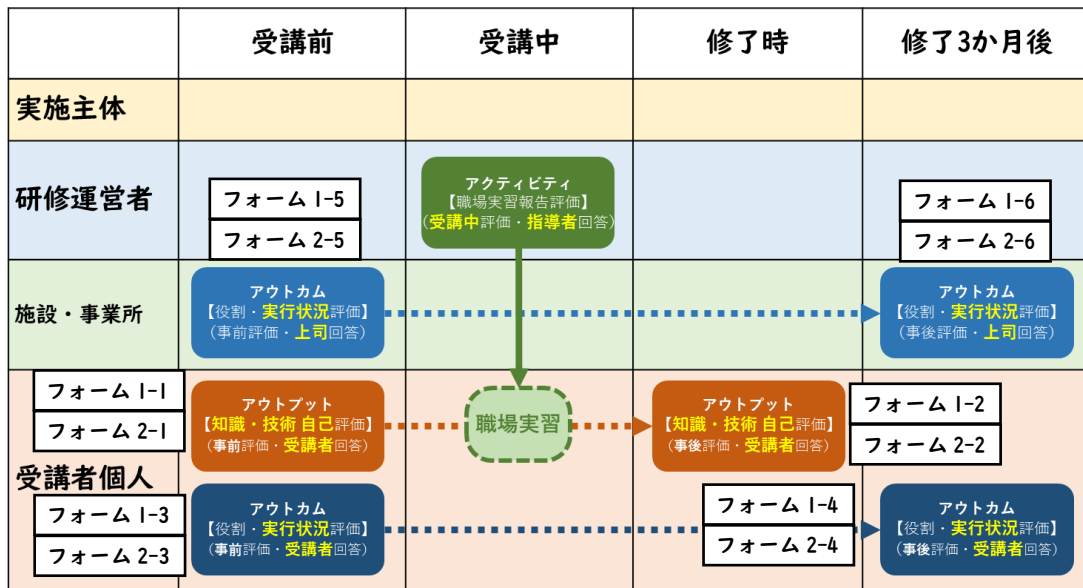 受講前
受講中
修了時
修了3か月後
実施主体
研修運営者
フォーム 1-5
フォーム 2-5
アクティビティ
【職場実習報告評価】
(受講中評価・指導者回答)
フォーム 1-6
フォーム 2-6
施設・事業所
アウトカム
【役割・実行状況評価】
(事前評価・上司回答)
アウトカム
【役割・実行状況評価】
(事後評価・上司回答)
受講者個人
フォーム 1-1
フォーム 2-1
アウトプット
【知識・技術 自己評価】
(事前評価・受講者回答)
職場実習
アウトプット
【知識・技術 自己評価】
(事後評価・受講者回答)
フォーム 1-2
フォーム 2-2
フォーム 1-3
フォーム 2-3
アウトカム
【役割・実行状況評価】
(事前評価・受講者回答)
フォーム 1-4
フォーム 2-4
アウトカム
【役割・実行状況評価】
(事後評価・受講者回答)